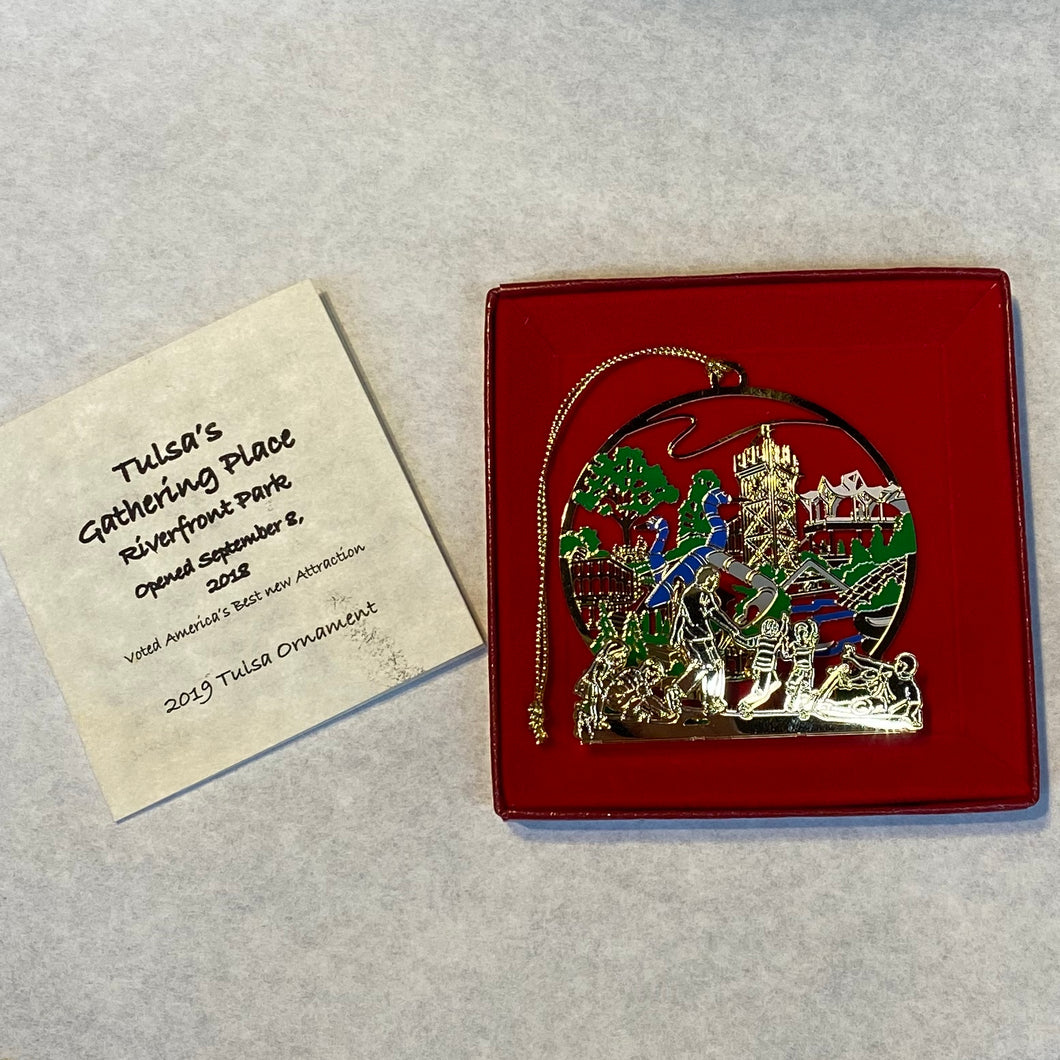 Tulsa's
Gathering Place
Riverfront Park
Opened September 8,
2018
Voted America's Best new Attraction
2019 Tulsa Ornament